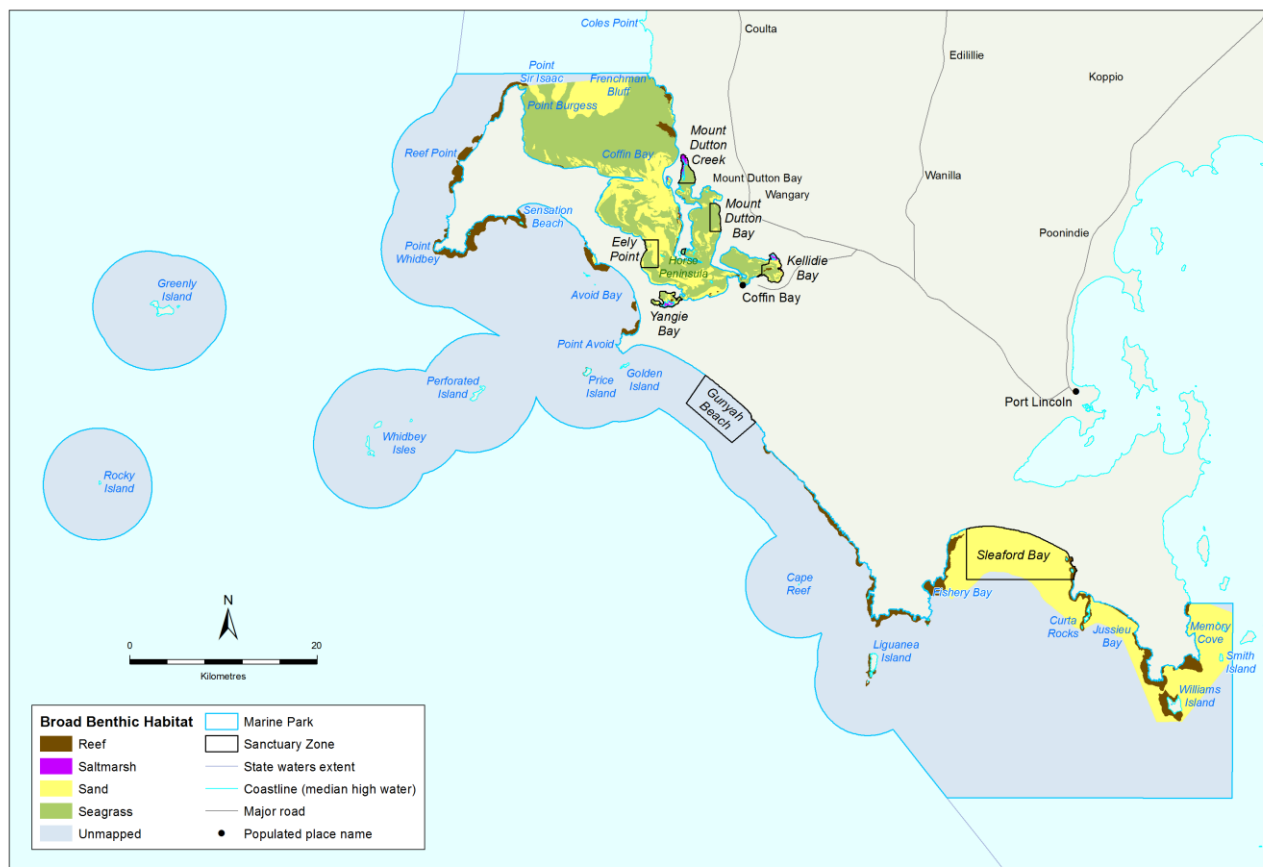 Coles Point
Coulta
Edilillie
Koppio
Point
Sir Isaac
Frenchman
Bluff
Point Burgess
Reef Point
Coffin Bay
Mount
Dutton
Creek
Mount Dutton Bay
Wangary
Wanilla
Mount
Dutton
Bay
Poonindie
Sensation
Beach
Point
Whidbey
Eely
Point
Horse
Peninsula
Kellidie
Bay
Greenly
Island
Avoid Bay
Coffin Bay
Yangie
Bay
Point Avoid
Perforated
Island
Price
Island
Golden
Island
Gunyah
Beach
Port Lincoln
Whidbey
Isles
Rocky
Island
Sleaford Bay
Cape
Reef
Fishery Bay
Curta
Rocks
Jussieu
Bay
Memory
Cove
Smith
Island
Liguanea
Island
Williams
Island
N
0 20
Kilometres
Broad Benthic Habitat
Reef
Saltmarsh
Sand
Seagrass
Unmapped
Marine Park
Sanctuary Zone
State waters extent
Coastline (median high water)
Major road
Populated place name